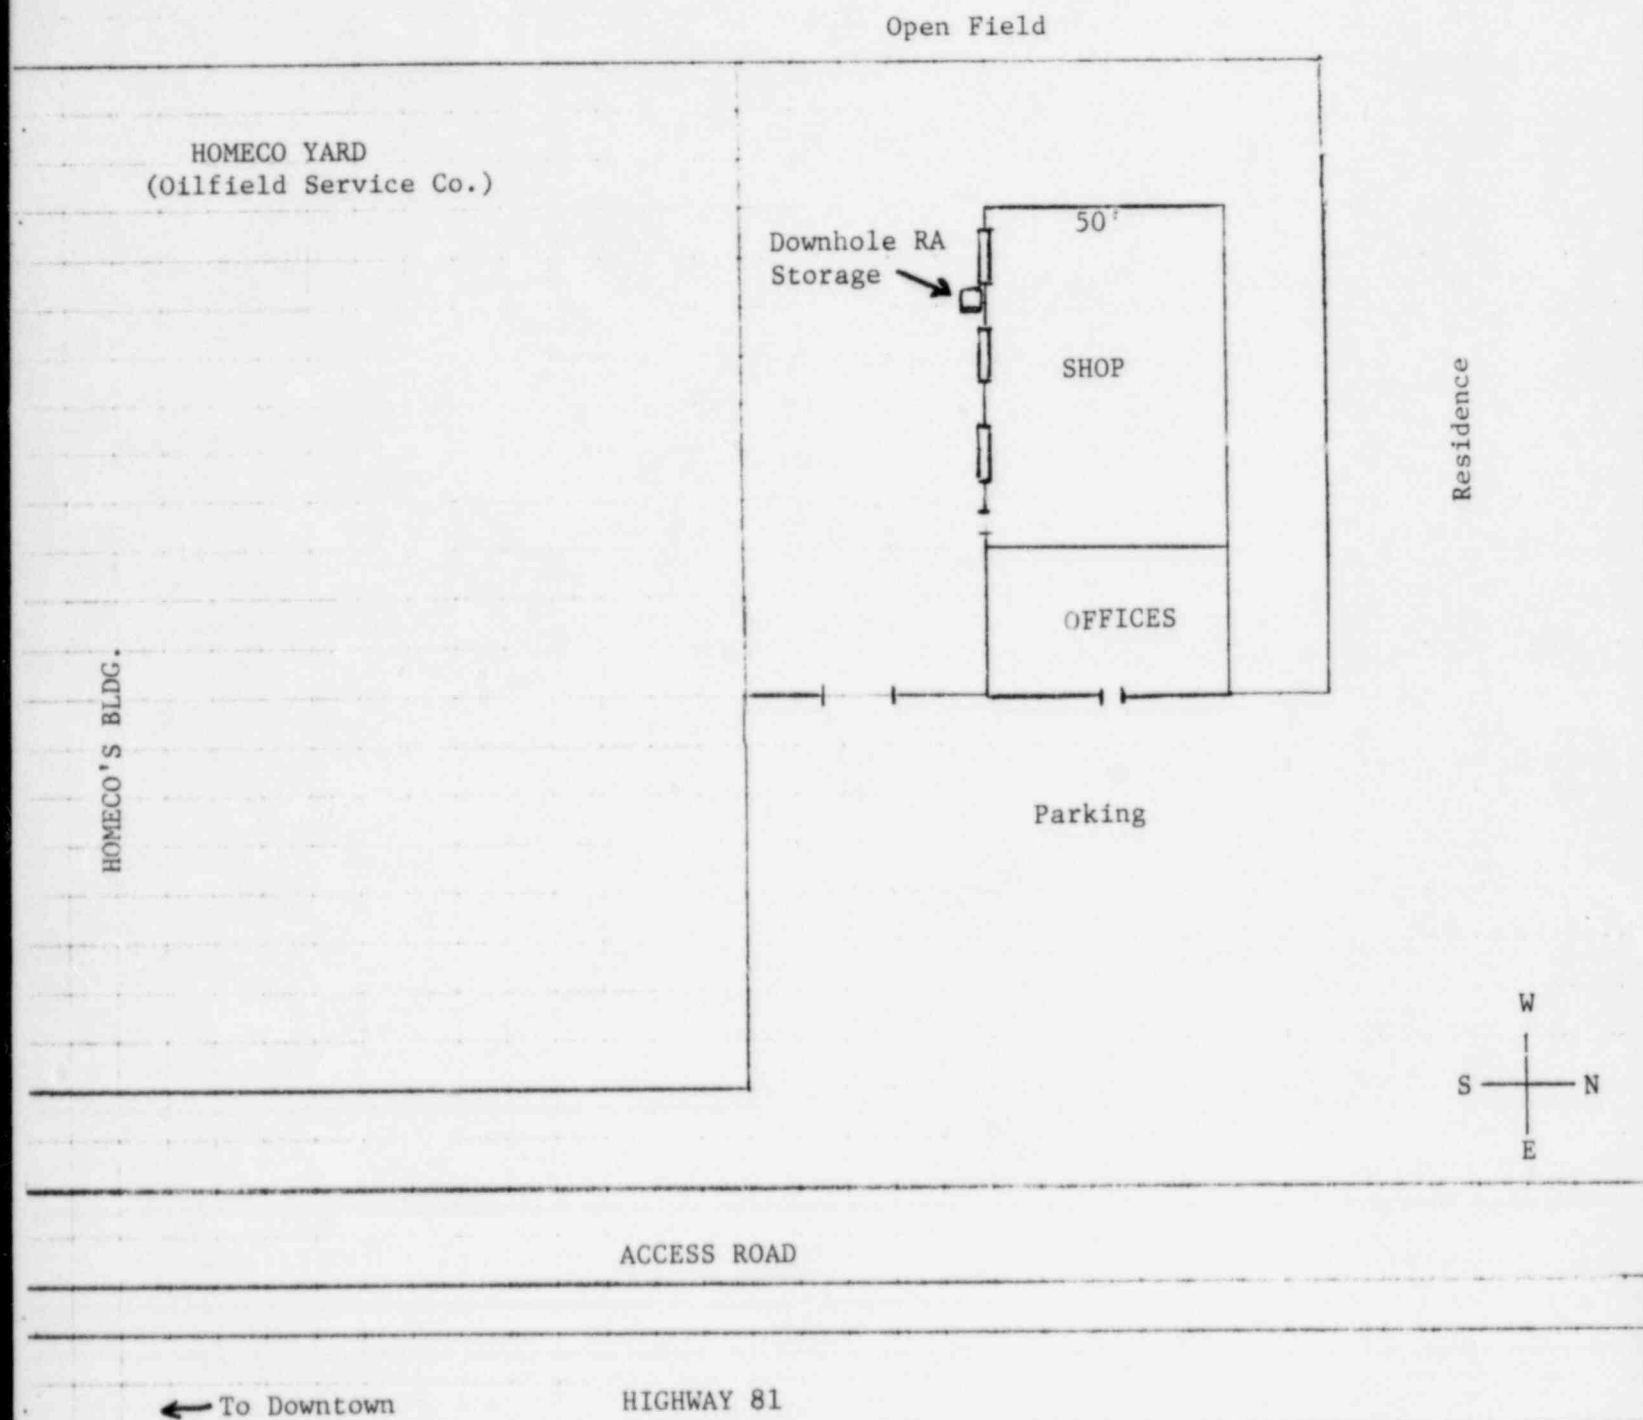 Open Field
HOMECO YARD
(Oilfield Service Co.)
50'
Downhole RA
Storage
SHOP
Residence
OFFICES
HOMECO'S BLDG.
Parking
W
S
N
E
ACCESS ROAD
To Downtown
HIGHWAY 81